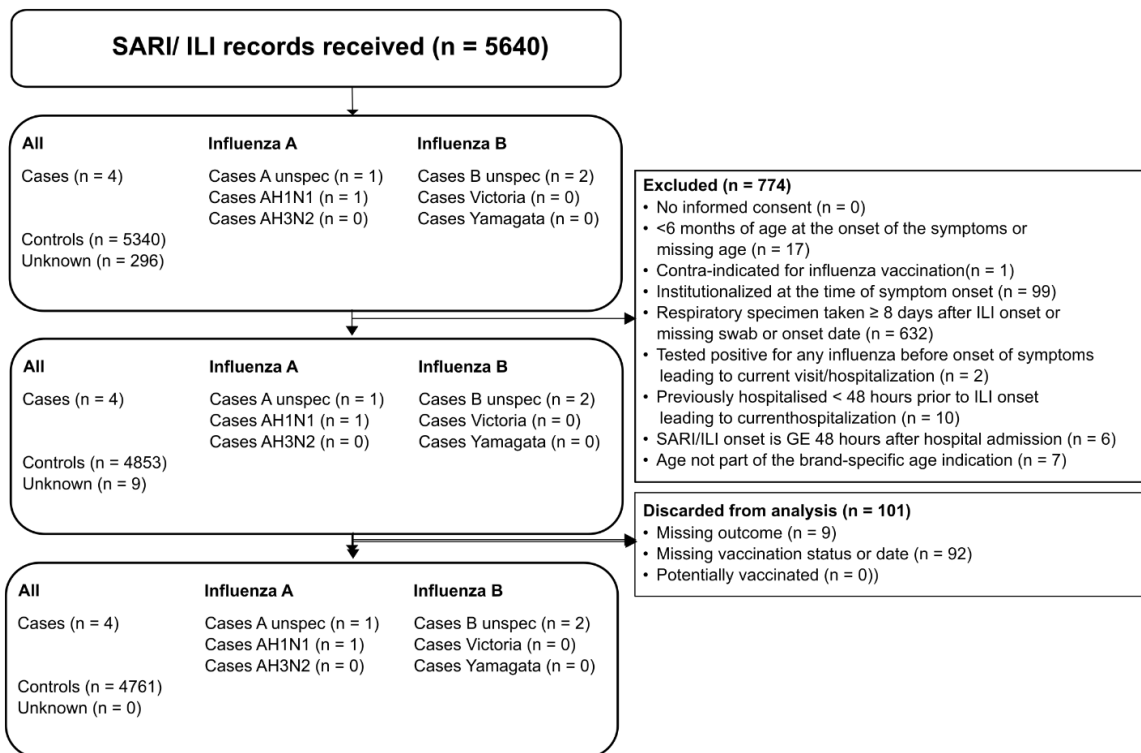 SARI/ ILI records received (n = 5640)
All
Cases (n = 4)
Controls (n = 5340)
Unknown (n = 296)
Influenza A
Cases A unspec (n = 1)
Cases AH1N1 (n = 1)
Cases AH3N2 (n = 0)
Influenza B
Cases B unspec (n = 2)
Cases Victoria (n = 0)
Cases Yamagata (n = 0)
Excluded (n = 774)
• No informed consent (n = 0)
• <6 months of age at the onset of the symptoms or
missing age (n = 17)
• Contra-indicated for influenza vaccination(n = 1)
• Institutionalized at the time of symptom onset (n = 99)
• Respiratory specimen taken ≥ 8 days after ILI onset or
missing swab or onset date (n = 632)
• Tested positive for any influenza before onset of symptoms
leading to current visit/hospitalization (n = 2)
• Previously hospitalised < 48 hours prior to ILI onset
leading to currenthospitalization (n = 10)
• SARI/ILI onset is GE 48 hours after hospital admission (n = 6)
• Age not part of the brand-specific age indication (n = 7)
All
Cases (n = 4)
Controls (n = 4853)
Unknown (n = 9)
Influenza A
Cases A unspec (n = 1)
Cases AH1N1 (n = 1)
Cases AH3N2 (n = 0)
Influenza B
Cases B unspec (n = 2)
Cases Victoria (n = 0)
Cases Yamagata (n = 0)
Discarded from analysis (n = 101)
• Missing outcome (n = 9)
• Missing vaccination status or date (n = 92)
• Potentially vaccinated (n = 0))
All
Cases (n = 4)
Controls (n = 4761)
Unknown (n = 0)
Influenza A
Cases A unspec (n = 1)
Cases AH1N1 (n = 1)
Cases AH3N2 (n = 0)
Influenza B
Cases B unspec (n = 2)
Cases Victoria (n = 0)
Cases Yamagata (n = 0)